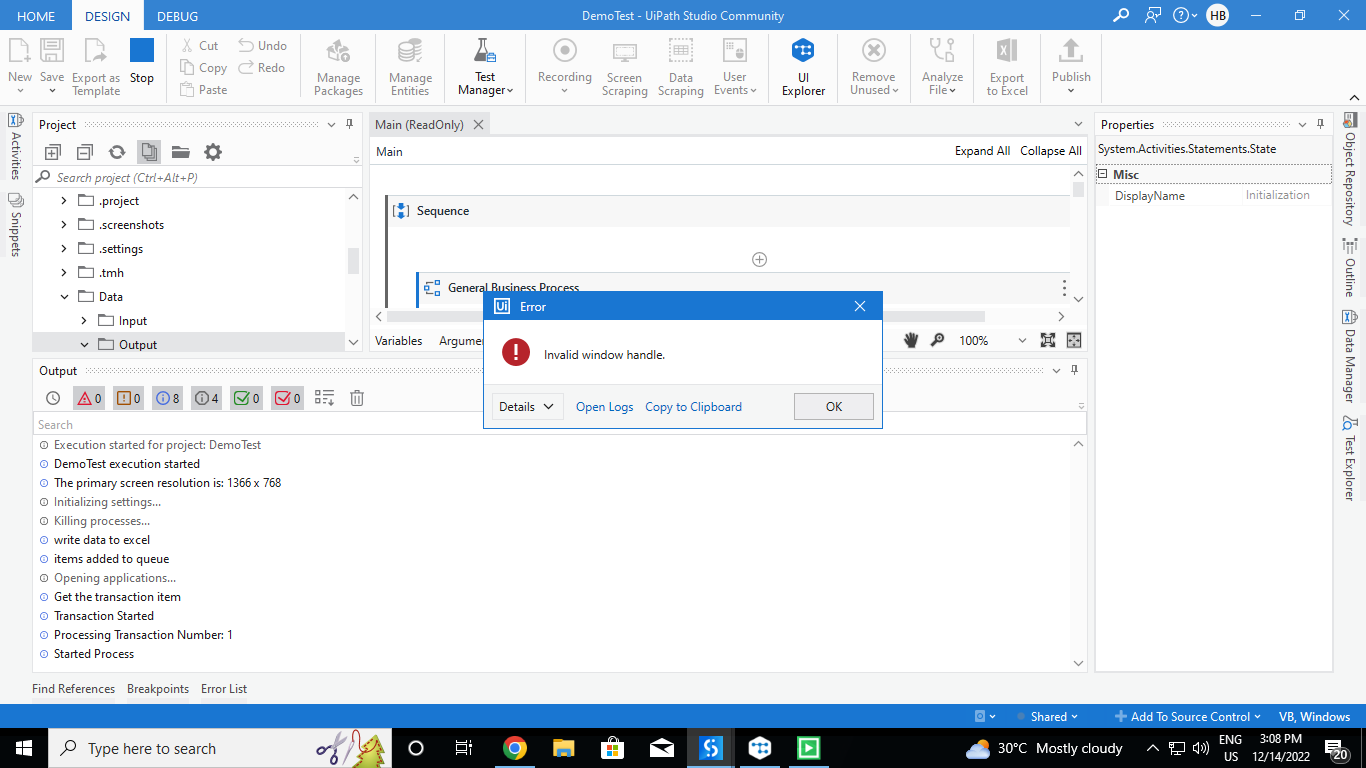 HOME DESIGN DEBUG DemoTest - UiPath Studio Community HB
New Save Export as Template Stop
Cut Undo
Copy Redo
Paste
Manage Packages
Manage Entities
Test Manager
Recording
Screen Scraping
Data Scraping
User Events
UI Explorer
Remove Unused
Analyze File
Export to Excel
Publish
Activities
Snippets
Project
Search project (Ctrl+Alt+P)
.project
.screenshots
.settings
.tmh
Data
Input
Output
Main (ReadOnly)
Main Expand All Collapse All
Sequence
General Business Process
Variables Argumen 100%
Properties
System.Activities.Statements.State
Misc
DisplayName Initialization
Object Repository
Outline
Data Manager
Test Explorer
Ui Error
Invalid window handle.
Details Open Logs Copy to Clipboard OK
Output
0 0 8 4 0 0
Search
Execution started for project: DemoTest
DemoTest execution started
The primary screen resolution is: 1366 x 768
Initializing settings...
Killing processes...
write data to excel
items added to queue
Opening applications...
Get the transaction item
Transaction Started
Processing Transaction Number: 1
Started Process
Find References Breakpoints Error List
Shared Add To Source Control VB, Windows
Type here to search 30°C Mostly cloudy
ENG US
3:08 PM
12/14/2022
20